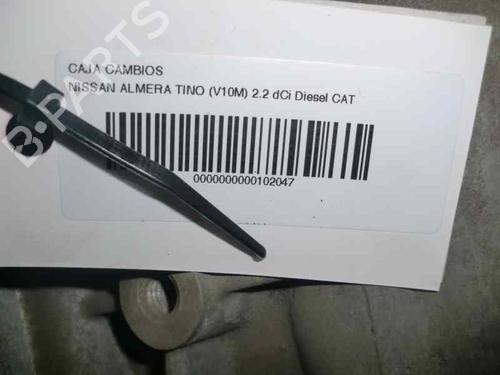 CAJA CAMBIOS
NISSAN ALMERA TINO (V10M) 2.2 dCi Diesel CAT
0000000000102047
B-PARTS